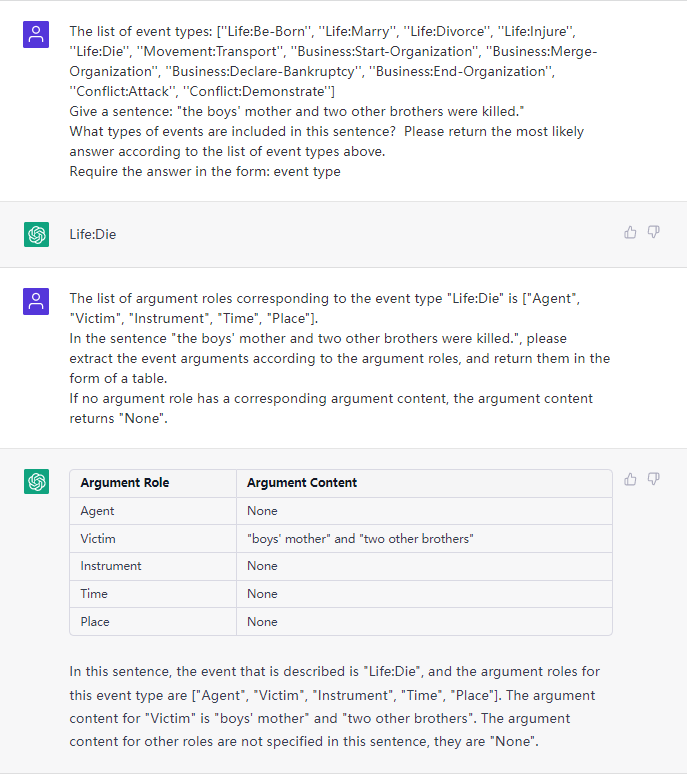 The list of event types: ["Life:Be-Born", "Life:Marry", "Life:Divorce", "Life:Injure",
"Life:Die", "Movement:Transport", "Business:Start-Organization", "Business:Merge-
Organization", "Business:Declare-Bankruptcy", "Business:End-Organization",
"Conflict:Attack", "Conflict:Demonstrate"]
Give a sentence: "the boys' mother and two other brothers were killed."
What types of events are included in this sentence?  Please return the most likely
answer according to the list of event types above.
Require the answer in the form: event type
Life:Die
The list of argument roles corresponding to the event type "Life:Die" is ["Agent",
"Victim", "Instrument", "Time", "Place"].
In the sentence "the boys' mother and two other brothers were killed.", please
extract the event arguments according to the argument roles, and return them in the
form of a table.
If no argument role has a corresponding argument content, the argument content
returns "None".
Argument Role Argument Content
Agent None
Victim "boys' mother" and "two other brothers"
Instrument None
Time None
Place None
In this sentence, the event that is described is "Life:Die", and the argument roles for
this event type are ["Agent", "Victim", "Instrument", "Time", "Place"]. The argument
content for "Victim" is "boys' mother" and "two other brothers". The argument
content for other roles are not specified in this sentence, they are "None".